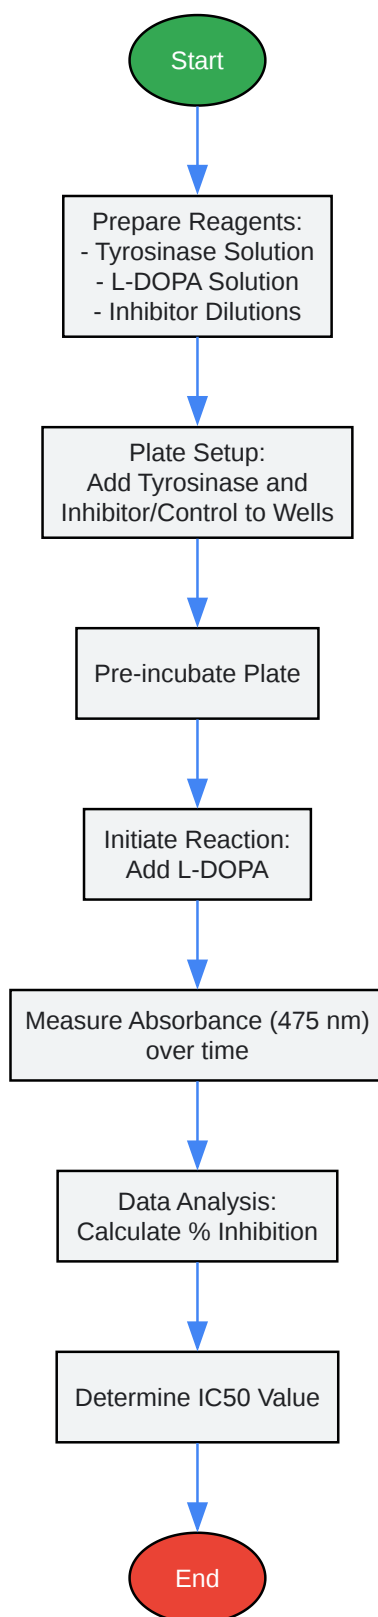 Start
Prepare Reagents:
- Tyrosinase Solution
- L-DOPA Solution
- Inhibitor Dilutions
Plate Setup:
Add Tyrosinase and
Inhibitor/Control to Wells
Pre-incubate Plate
Initiate Reaction:
Add L-DOPA
Measure Absorbance (475 nm)
over time
Data Analysis:
Calculate % Inhibition
Determine IC50 Value
End